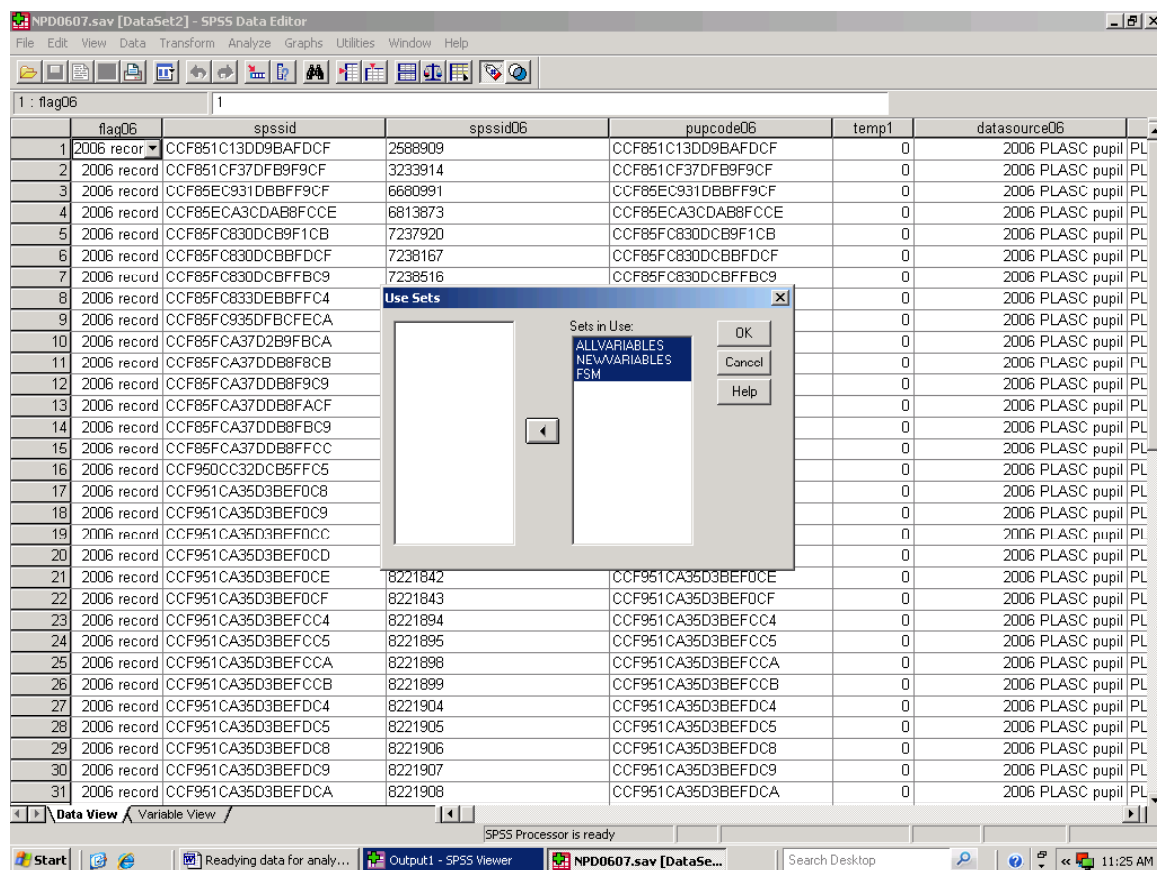 NPD0607.sav [DataSet2] - SPSS Data Editor
File Edit View Data Transform Analyze Graphs Utilities Window Help
1 : flag06 1
flag06 spssid spssid06 pupcode06 temp1 datasource06
1 2006 recor CCF851C13DD9BAFDCF 2588909 CCF851C13DD9BAFDCF 0 2006 PLASC pupil PL
2 2006 record CCF851CF37DFB9F9CF 3233914 CCF851CF37DFB9F9CF 0 2006 PLASC pupil PL
3 2006 record CCF85EC931DBBFF9CF 6680991 CCF85EC931DBBFF9CF 0 2006 PLASC pupil PL
4 2006 record CCF85ECA3CDAB8FCCE 6813873 CCF85ECA3CDAB8FCCE 0 2006 PLASC pupil PL
5 2006 record CCF85FC830DCB9F1CB 7237920 CCF85FC830DCB9F1CB 0 2006 PLASC pupil PL
6 2006 record CCF85FC830DCBBFDCF 7238167 CCF85FC830DCBBFDCF 0 2006 PLASC pupil PL
7 2006 record CCF85FC830DCBFFBC9 7238516 CCF85FC830DCBFFBC9 0 2006 PLASC pupil PL
8 2006 record CCF85FC833DEBBFFC4 0 2006 PLASC pupil PL
9 2006 record CCF85FC935DFBCFECA 0 2006 PLASC pupil PL
10 2006 record CCF85FCA37D2B9FBCA 0 2006 PLASC pupil PL
11 2006 record CCF85FCA37DDB8F8CB 0 2006 PLASC pupil PL
12 2006 record CCF85FCA37DDB8F9C9 0 2006 PLASC pupil PL
13 2006 record CCF85FCA37DDB8FACF 0 2006 PLASC pupil PL
14 2006 record CCF85FCA37DDB8FBC9 0 2006 PLASC pupil PL
15 2006 record CCF85FCA37DDB8FFCC 0 2006 PLASC pupil PL
16 2006 record CCF950CC32DCB5FFC5 0 2006 PLASC pupil PL
17 2006 record CCF951CA35D3BEF0C8 0 2006 PLASC pupil PL
18 2006 record CCF951CA35D3BEF0C9 0 2006 PLASC pupil PL
19 2006 record CCF951CA35D3BEF0CC 0 2006 PLASC pupil PL
20 2006 record CCF951CA35D3BEF0CD 0 2006 PLASC pupil PL
21 2006 record CCF951CA35D3BEF0CE 8221842 CCF951CA35D3BEF0CE 0 2006 PLASC pupil PL
22 2006 record CCF951CA35D3BEF0CF 8221843 CCF951CA35D3BEF0CF 0 2006 PLASC pupil PL
23 2006 record CCF951CA35D3BEFCC4 8221894 CCF951CA35D3BEFCC4 0 2006 PLASC pupil PL
24 2006 record CCF951CA35D3BEFCC5 8221895 CCF951CA35D3BEFCC5 0 2006 PLASC pupil PL
25 2006 record CCF951CA35D3BEFCCA 8221898 CCF951CA35D3BEFCCA 0 2006 PLASC pupil PL
26 2006 record CCF951CA35D3BEFCCB 8221899 CCF951CA35D3BEFCCB 0 2006 PLASC pupil PL
27 2006 record CCF951CA35D3BEFDC4 8221904 CCF951CA35D3BEFDC4 0 2006 PLASC pupil PL
28 2006 record CCF951CA35D3BEFDC5 8221905 CCF951CA35D3BEFDC5 0 2006 PLASC pupil PL
29 2006 record CCF951CA35D3BEFDC8 8221906 CCF951CA35D3BEFDC8 0 2006 PLASC pupil PL
30 2006 record CCF951CA35D3BEFDC9 8221907 CCF951CA35D3BEFDC9 0 2006 PLASC pupil PL
31 2006 record CCF951CA35D3BEFDCA 8221908 CCF951CA35D3BEFDCA 0 2006 PLASC pupil PL
Use Sets
Sets in Use:
ALLVARIABLES
NEWVARIABLES
FSM
OK
Cancel
Help
Data View Variable View
SPSS Processor is ready
Start Readying data for analy... Output1 - SPSS Viewer NPD0607.sav [DataSe... Search Desktop 11:25 AM